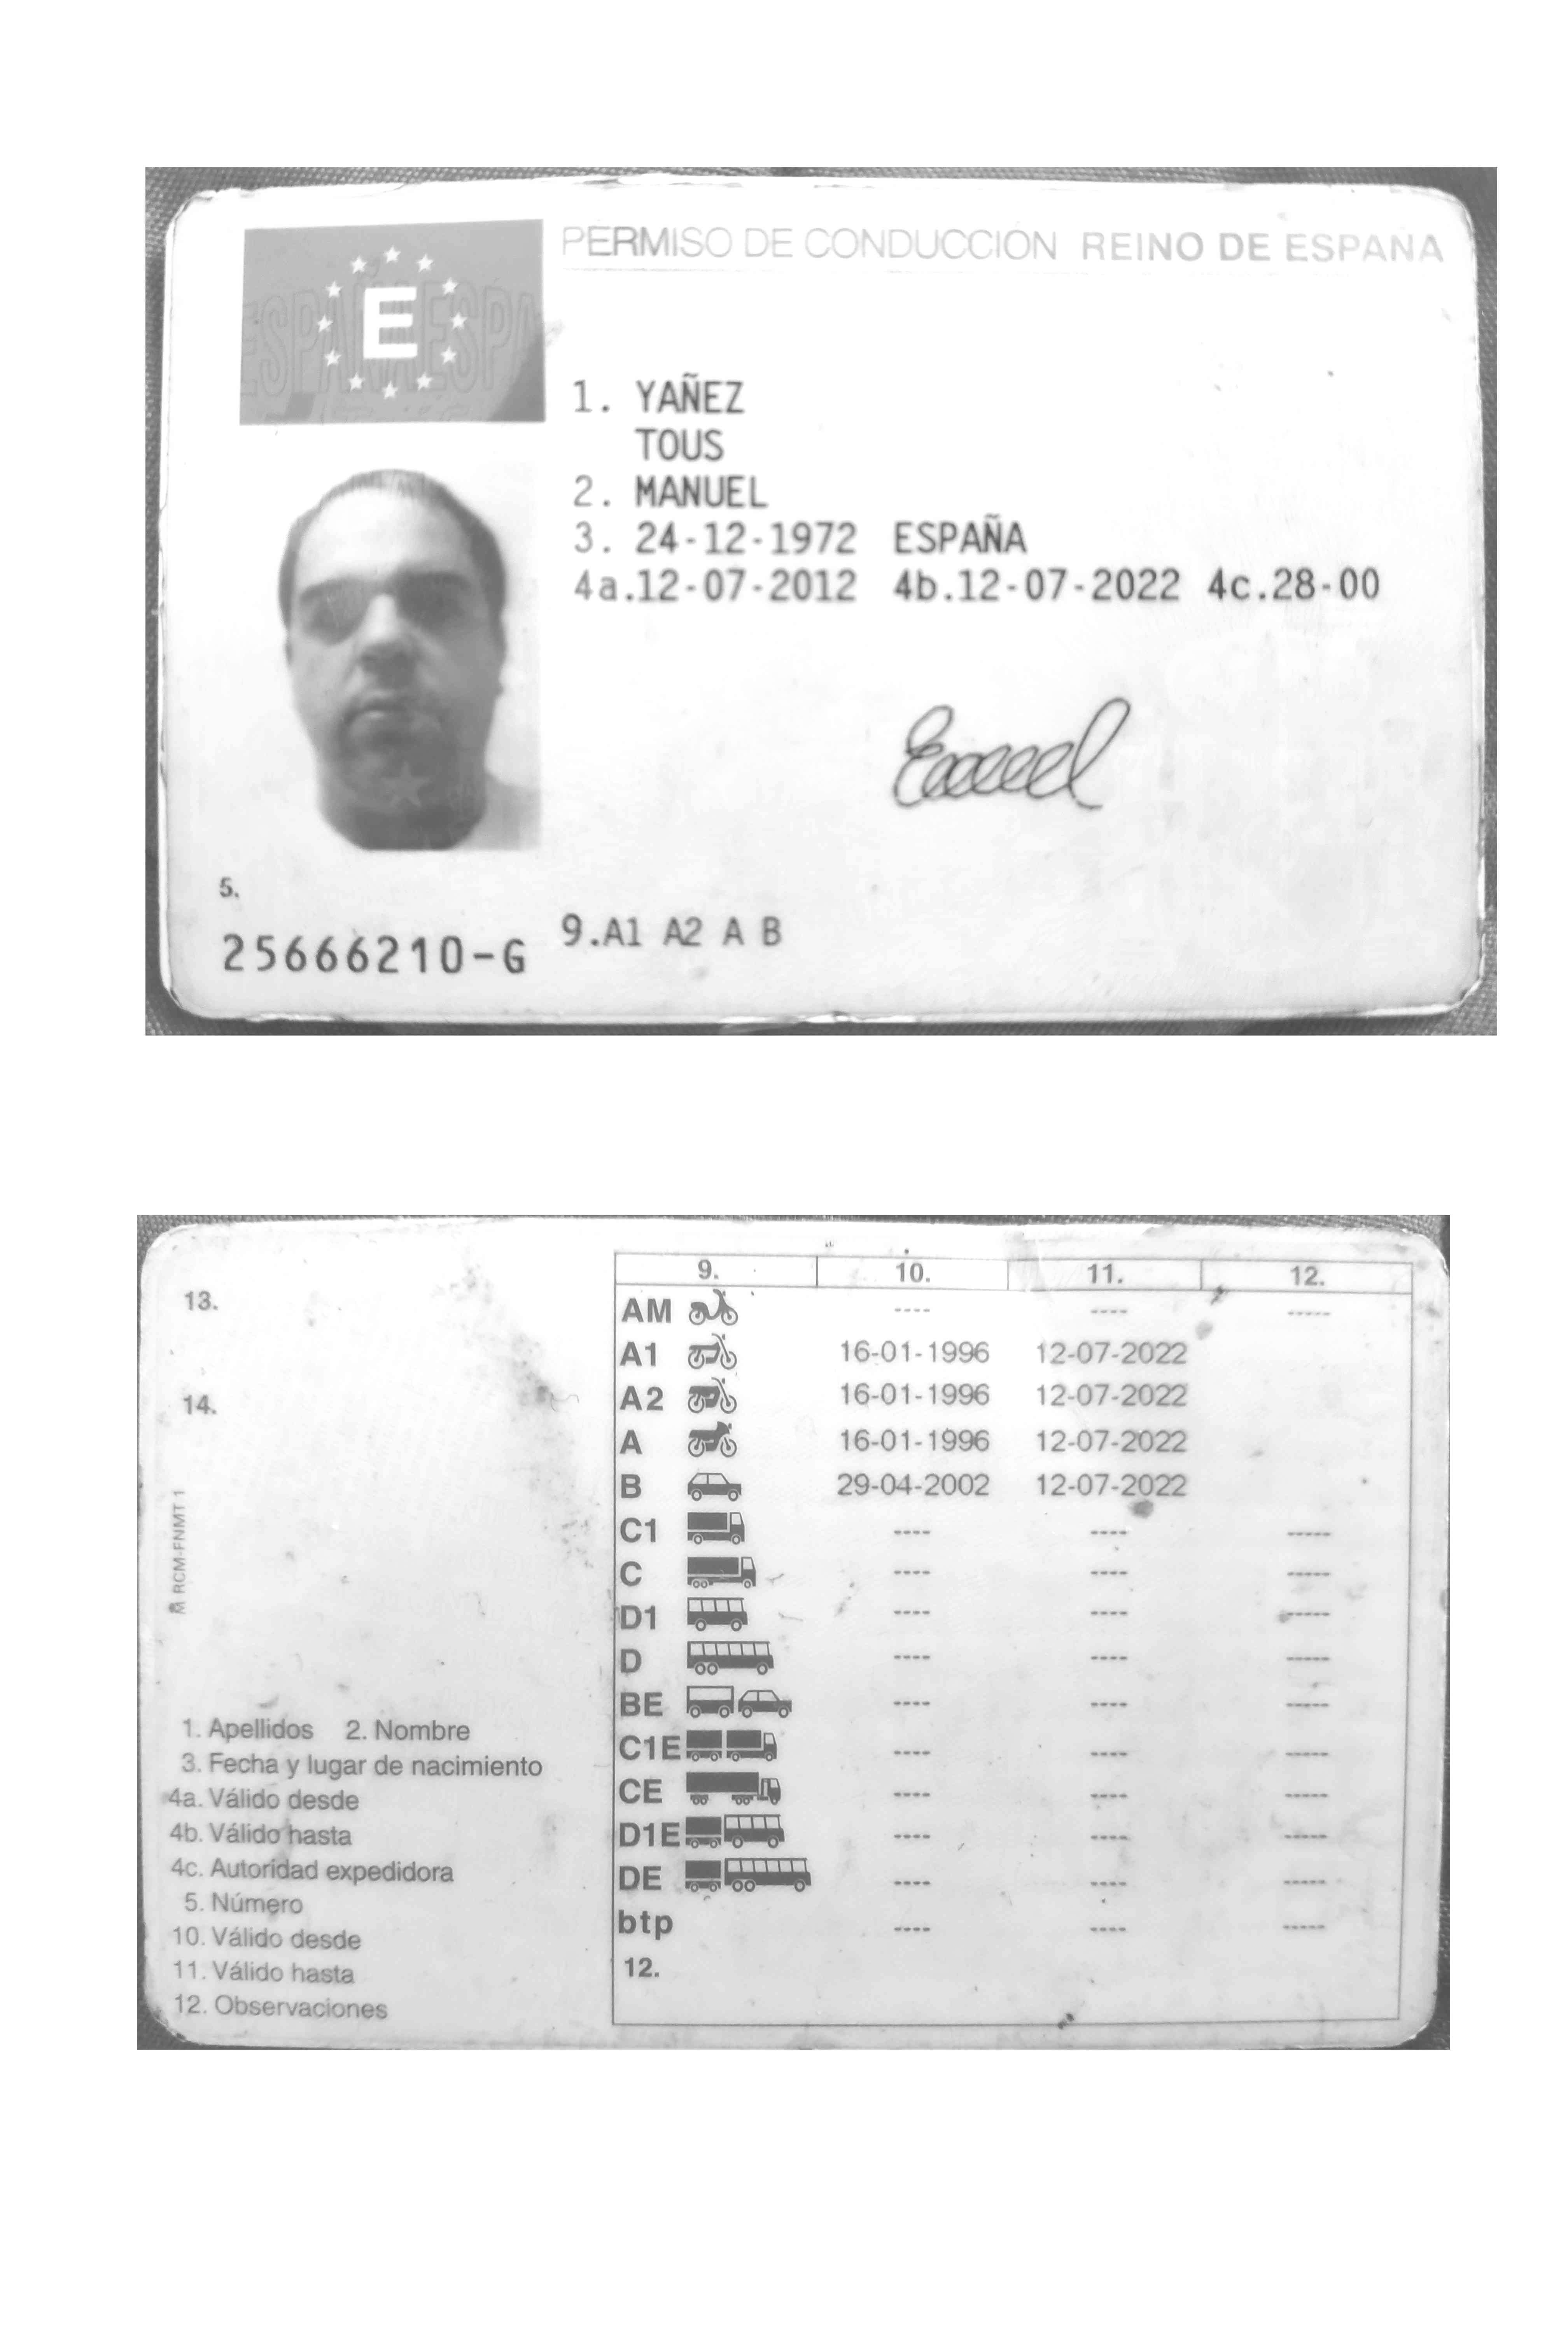 PERMISO DE CONDUCCION REINO DE ESPAÑA
E
1. YAÑEZ
TOUS
2. MANUEL
3. 24-12-1972 ESPAÑA
4a.12-07-2012 4b.12-07-2022 4c.28-00
5.
25666210-G
9.A1 A2 A B
13.
14.
RCM-FNMT 1
1. Apellidos 2. Nombre
3. Fecha y lugar de nacimiento
4a. Válido desde
4b. Válido hasta
4c. Autoridad expedidora
5. Número
10. Válido desde
11. Válido hasta
12. Observaciones
9. 10. 11. 12.
AM ---- ---- -----
A1 16-01-1996 12-07-2022
A2 16-01-1996 12-07-2022
A 16-01-1996 12-07-2022
B 29-04-2002 12-07-2022
C1 ---- ---- -----
C ---- ---- -----
D1 ---- ---- -----
D ---- ---- -----
BE ---- ---- -----
C1E ---- ---- -----
CE ---- ---- -----
D1E ---- ---- -----
DE ---- ---- -----
btp ---- ---- -----
12.